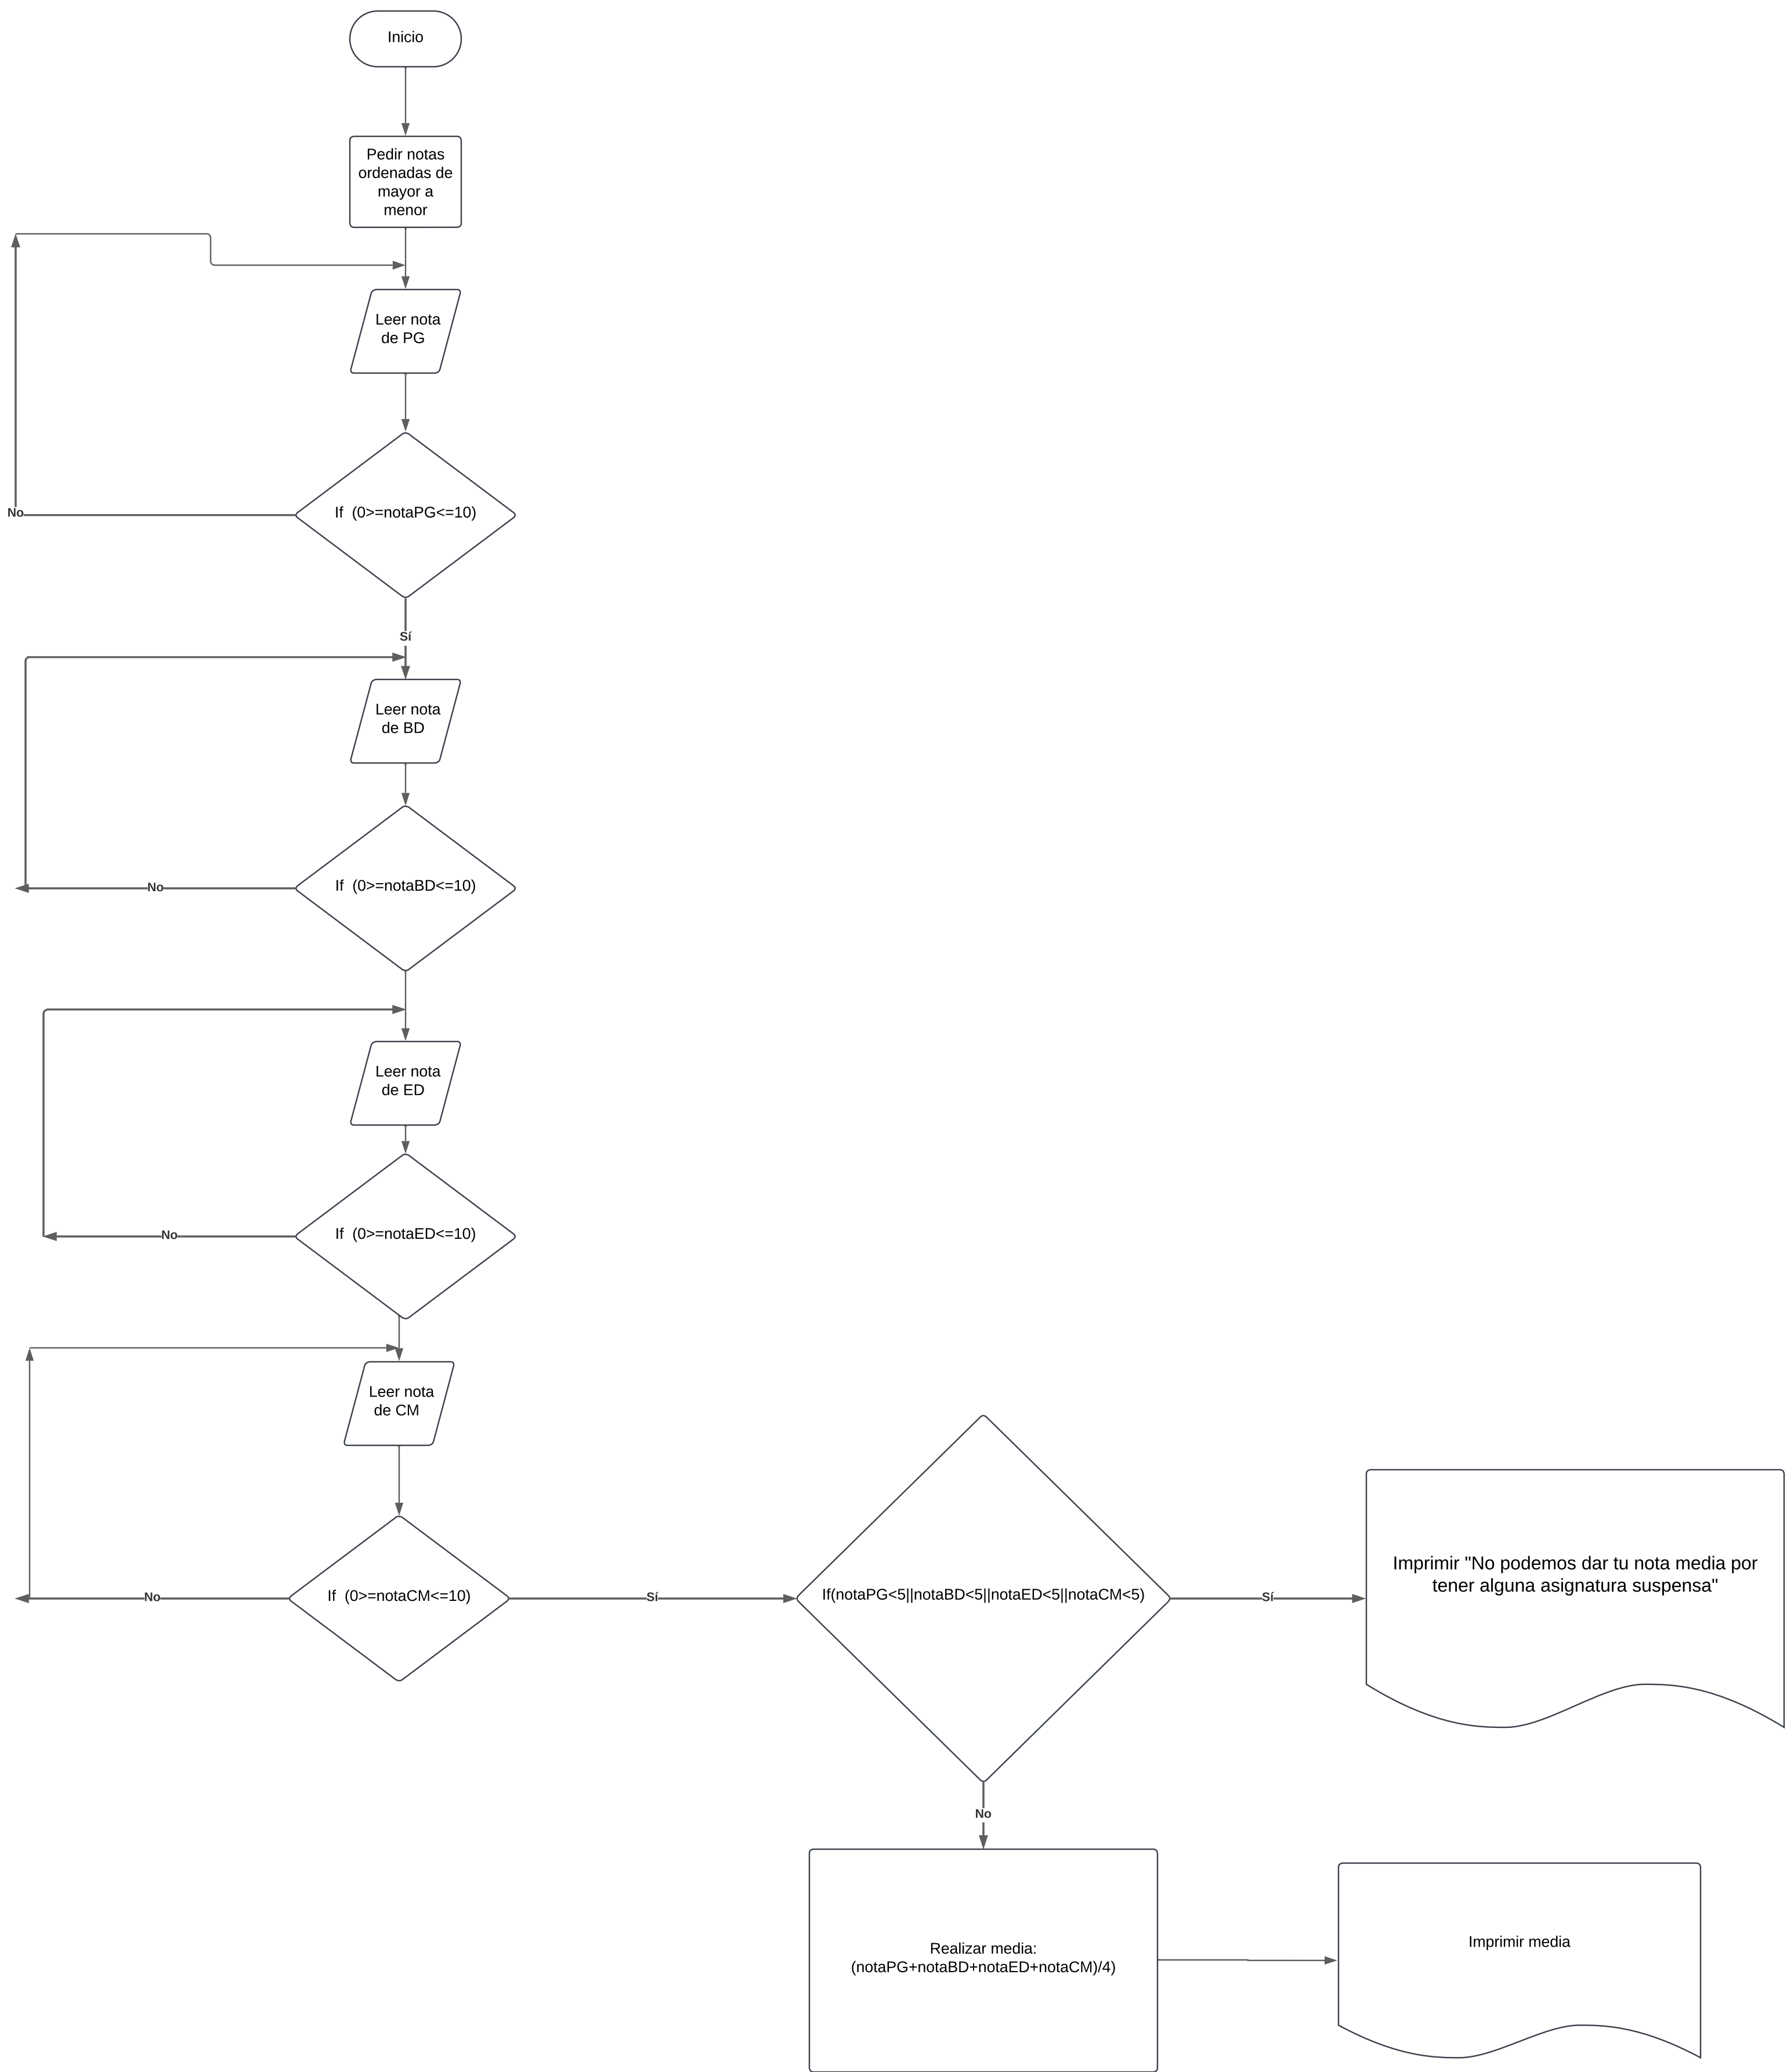 Inicio
Pedir notas
ordenadas de
mayor a
menor
Leer nota
de PG
If  (0>=notaPG<=10)
No
Sí
Leer nota
de BD
If  (0>=notaBD<=10)
No
Leer nota
de ED
If  (0>=notaED<=10)
No
Leer nota
de CM
If  (0>=notaCM<=10)
No
Sí
If(notaPG<5||notaBD<5||notaED<5||notaCM<5)
Sí
Imprimir "No podemos dar tu nota media por
tener alguna asignatura suspensa"
No
Realizar media:
(notaPG+notaBD+notaED+notaCM)/4)
Imprimir media